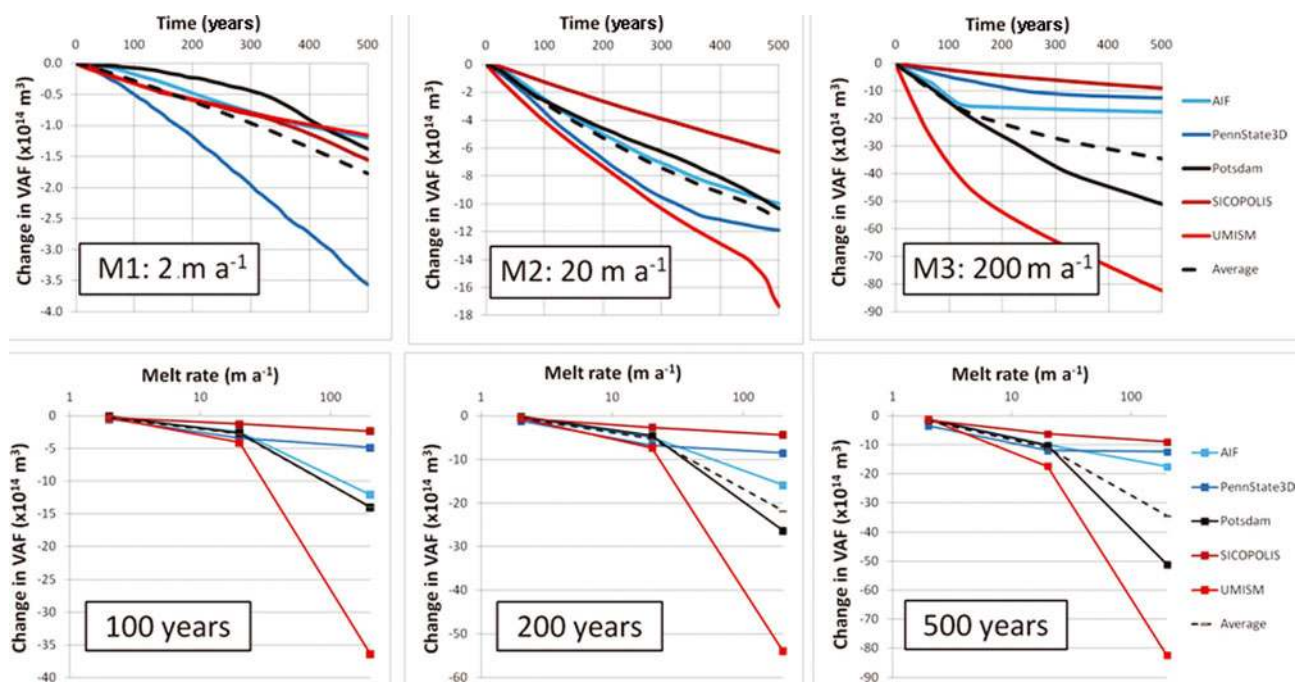 Time (years)
0 100 200 300 400 500
Change in VAF (x10¹⁴ m³)
0.0
-0.5
-1.0
-1.5
-2.0
-2.5
-3.0
-3.5
-4.0
M1: 2 m a⁻¹
Time (years)
0 100 200 300 400 500
Change in VAF (x10¹⁴ m³)
0
-2
-4
-6
-8
-10
-12
-14
-16
-18
M2: 20 m a⁻¹
Time (years)
0 100 200 300 400 500
Change in VAF (x10¹⁴ m³)
0
-10
-20
-30
-40
-50
-60
-70
-80
-90
M3: 200 m a⁻¹
AIF
PennState3D
Potsdam
SICOPOLIS
UMISM
Average
Melt rate (m a⁻¹)
1 10 100
Change in VAF (x10¹⁴ m³)
0
-5
-10
-15
-20
-25
-30
-35
-40
100 years
Melt rate (m a⁻¹)
1 10 100
Change in VAF (x10¹⁴ m³)
0
-10
-20
-30
-40
-50
-60
200 years
Melt rate (m a⁻¹)
1 10 100
Change in VAF (x10¹⁴ m³)
0
-10
-20
-30
-40
-50
-60
-70
-80
-90
500 years
AIF
PennState3D
Potsdam
SICOPOLIS
UMISM
Average